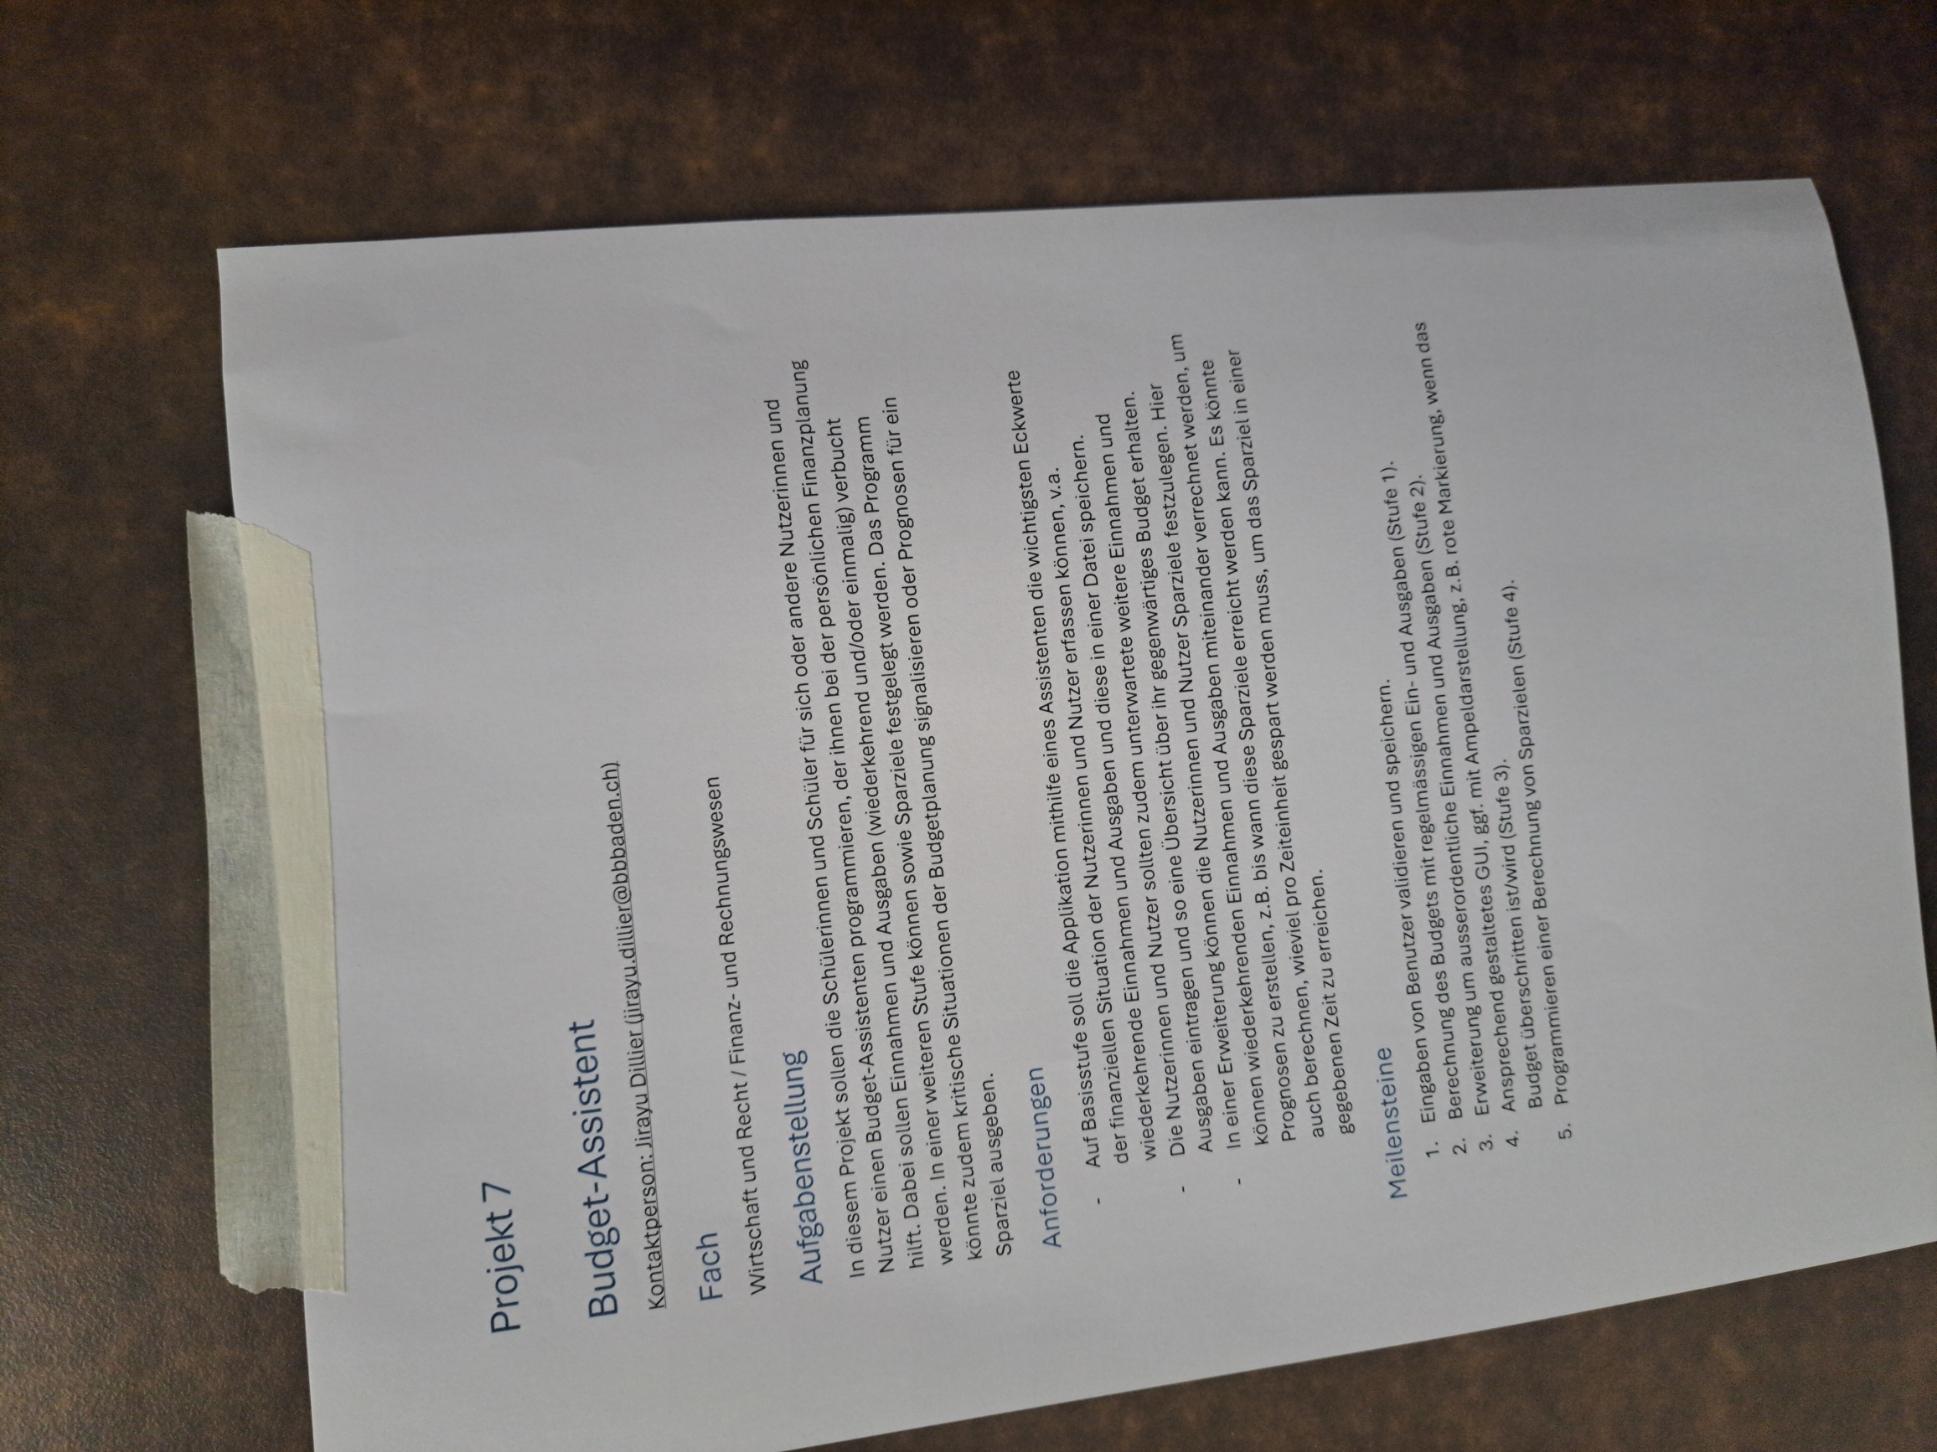 Projekt 7
Budget-Assistent
Kontaktperson: Jirayu Dillier (jirayu.dillier@bbbaden.ch)
Fach
Wirtschaft und Recht / Finanz- und Rechnungswesen
Aufgabenstellung
In diesem Projekt sollen die Schülerinnen und Schüler für sich oder andere Nutzerinnen und
Nutzer einen Budget-Assistenten programmieren, der ihnen bei der persönlichen Finanzplanung
hilft. Dabei sollen Einnahmen und Ausgaben (wiederkehrend und/oder einmalig) verbucht
werden. In einer weiteren Stufe können sowie Sparziele festgelegt werden. Das Programm
könnte zudem kritische Situationen der Budgetplanung signalisieren oder Prognosen für ein
Sparziel ausgeben.
Anforderungen
- Auf Basisstufe soll die Applikation mithilfe eines Assistenten die wichtigsten Eckwerte
der finanziellen Situation der Nutzerinnen und Nutzer erfassen können, v.a.
wiederkehrende Einnahmen und Ausgaben und diese in einer Datei speichern.
- Die Nutzerinnen und Nutzer sollten zudem unterwartete weitere Einnahmen und
Ausgaben eintragen und so eine Übersicht über ihr gegenwärtiges Budget erhalten.
- In einer Erweiterung können die Nutzerinnen und Nutzer Sparziele festzulegen. Hier
können wiederkehrenden Einnahmen und Ausgaben miteinander verrechnet werden, um
Prognosen zu erstellen, z.B. bis wann diese Sparziele erreicht werden kann. Es könnte
auch berechnen, wieviel pro Zeiteinheit gespart werden muss, um das Sparziel in einer
gegebenen Zeit zu erreichen.
Meilensteine
1. Eingaben von Benutzer validieren und speichern.
2. Berechnung des Budgets mit regelmässigen Ein- und Ausgaben (Stufe 1).
3. Erweiterung um ausserordentliche Einnahmen und Ausgaben (Stufe 2).
4. Ansprechend gestaltetes GUI, ggf. mit Ampeldarstellung, z.B. rote Markierung, wenn das
Budget überschritten ist/wird (Stufe 3).
5. Programmieren einer Berechnung von Sparzielen (Stufe 4).